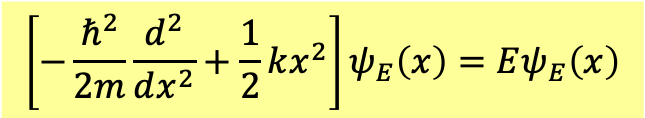 [-ħ²/2m d²/dx² + 1/2 kx²] ψ_E(x) = Eψ_E(x)